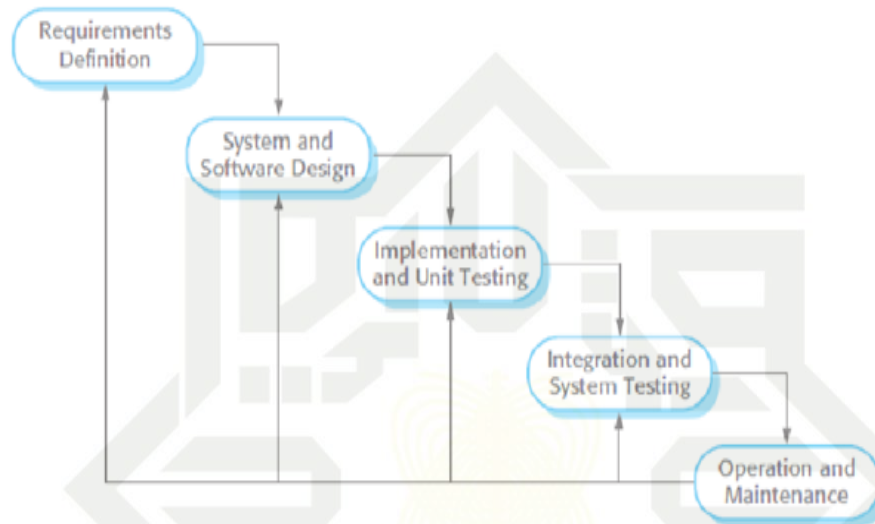 Requirements
Definition
System and
Software Design
Implementation
and Unit Testing
Integration and
System Testing
Operation and
Maintenance